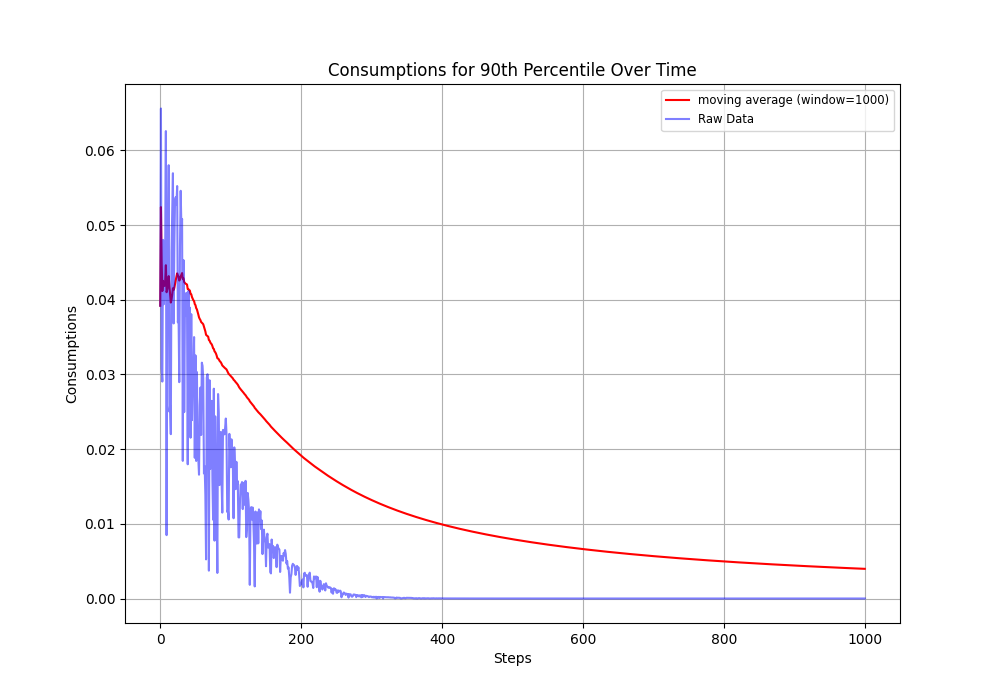 Consumptions for 90th Percentile Over Time
moving average (window=1000)
Raw Data
Consumptions
0.06
0.05
0.04
0.03
0.02
0.01
0.00
0 200 400 600 800 1000
Steps